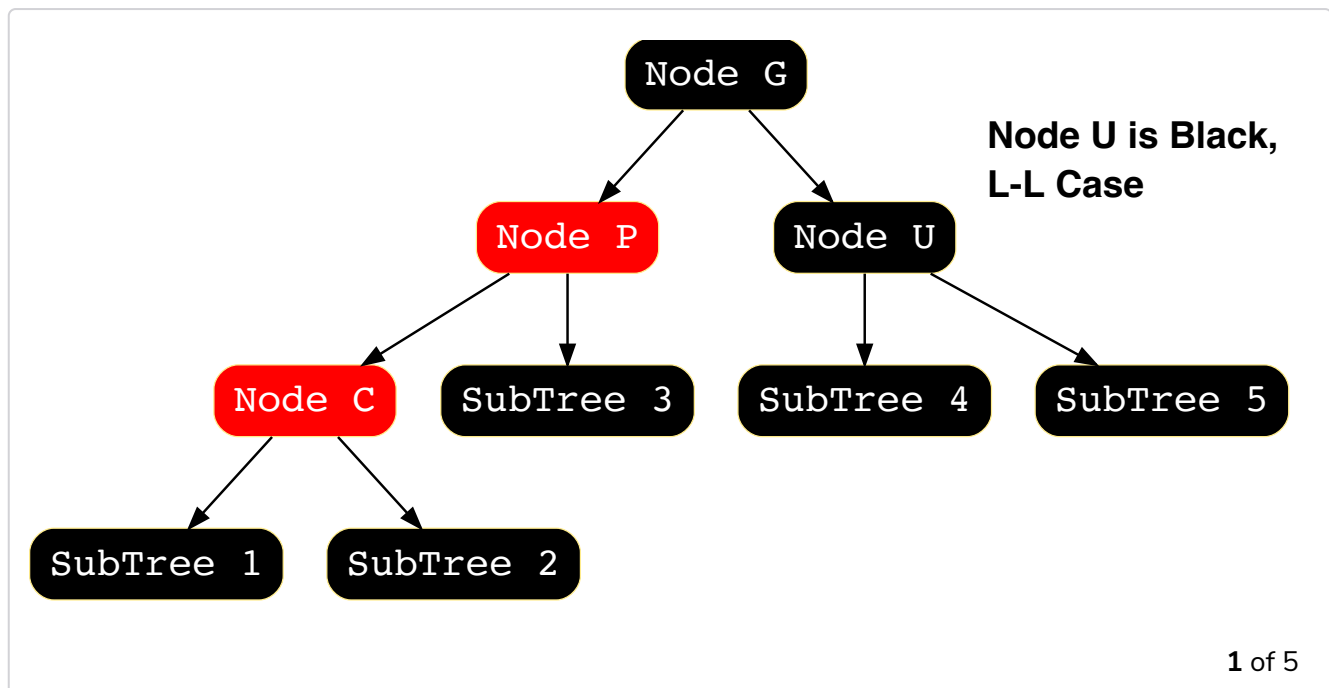 Node G
Node U is Black,
L-L Case
Node P
Node U
Node C
SubTree 3
SubTree 4
SubTree 5
SubTree 1
SubTree 2
1 of 5